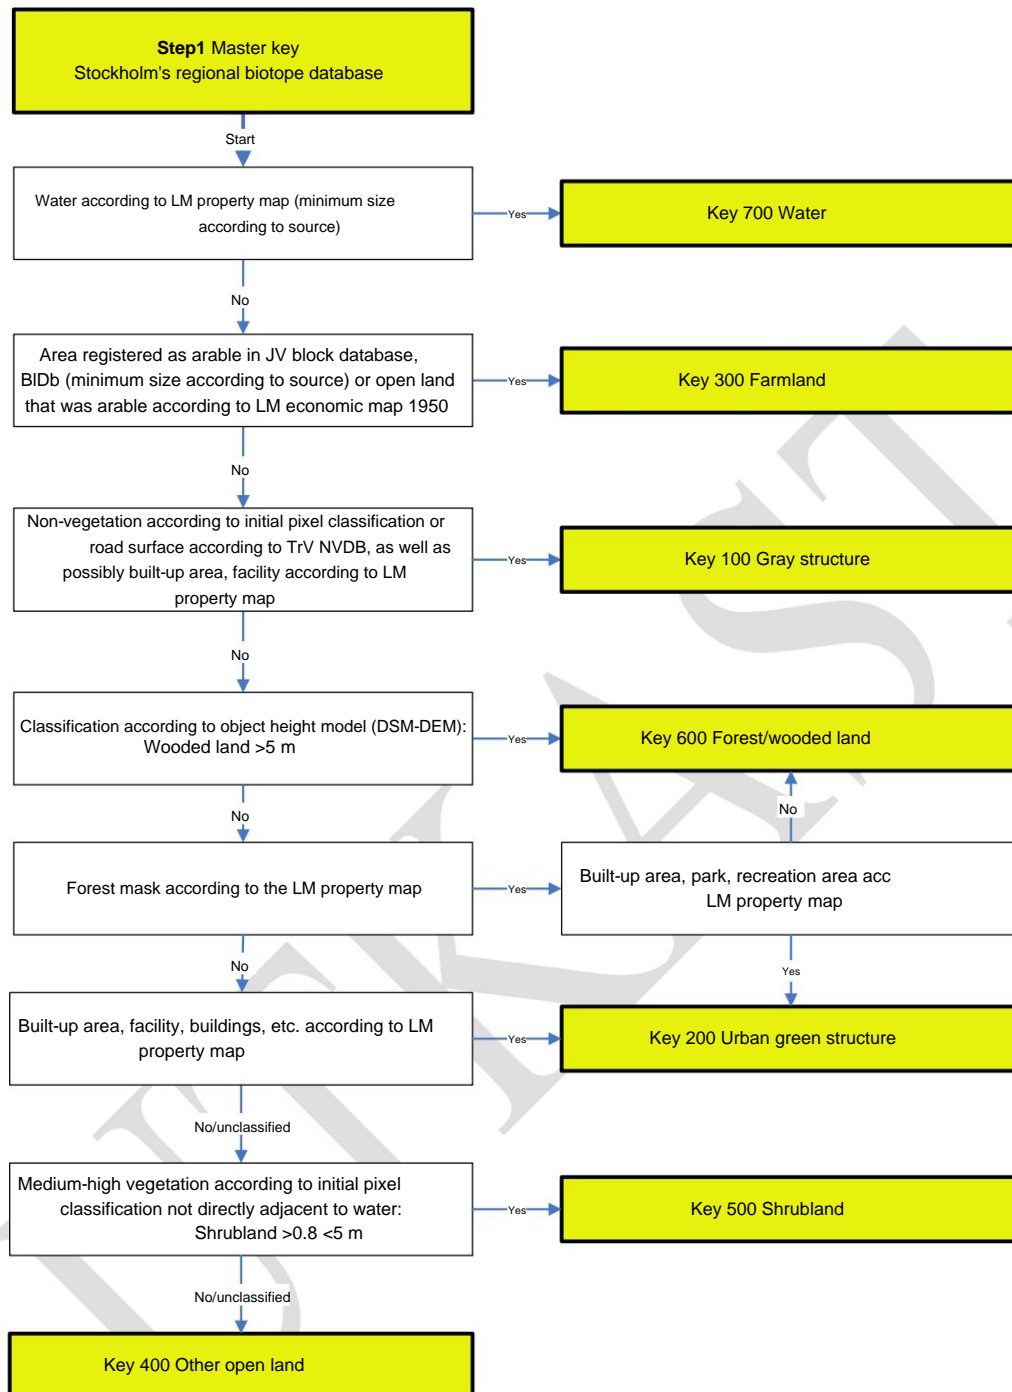 Step1 Master key
Stockholm's regional biotope database
Start
Water according to LM property map (minimum size
according to source)
Yes
Key 700 Water
No
Area registered as arable in JV block database,
BlDb (minimum size according to source) or open land
that was arable according to LM economic map 1950
Yes
Key 300 Farmland
No
Non-vegetation according to initial pixel classification or
road surface according to TrV NVDB, as well as
possibly built-up area, facility according to LM
property map
Yes
Key 100 Gray structure
No
Classification according to object height model (DSM-DEM):
Wooded land >5 m
Yes
Key 600 Forest/wooded land
No
No
Forest mask according to the LM property map
Yes
Built-up area, park, recreation area acc
LM property map
No
Yes
Built-up area, facility, buildings, etc. according to LM
property map
Yes
Key 200 Urban green structure
No/unclassified
Medium-high vegetation according to initial pixel
classification not directly adjacent to water:
Shrubland >0.8 <5 m
Yes
Key 500 Shrubland
No/unclassified
Key 400 Other open land
UTKAST